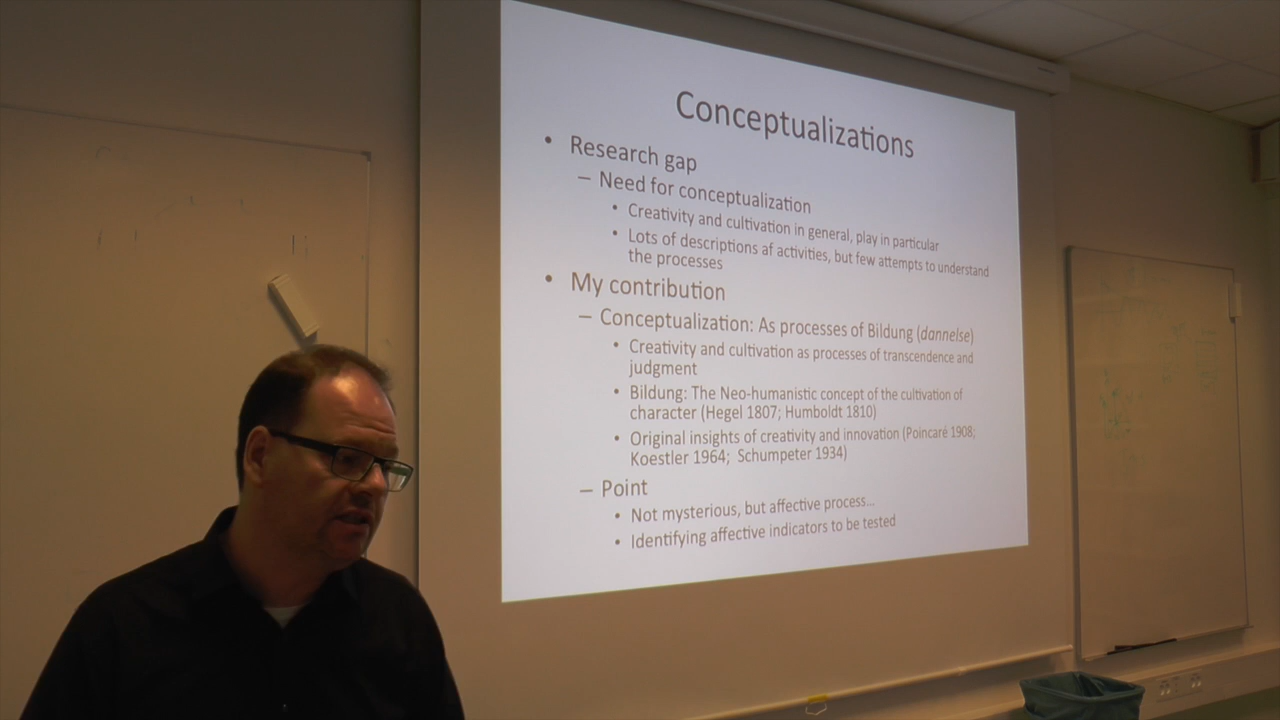 Conceptualizations
• Research gap
– Need for conceptualization
• Creativity and cultivation in general, play in particular
• Lots of descriptions af activities, but few attempts to understand
the processes
• My contribution
– Conceptualization: As processes of Bildung (dannelse)
• Creativity and cultivation as processes of transcendence and
judgment
• Bildung: The Neo-humanistic concept of the cultivation of
character (Hegel 1807; Humboldt 1810)
• Original insights of creativity and innovation (Poincaré 1908;
Koestler 1964; Schumpeter 1934)
– Point
• Not mysterious, but affective process…
• Identifying affective indicators to be tested